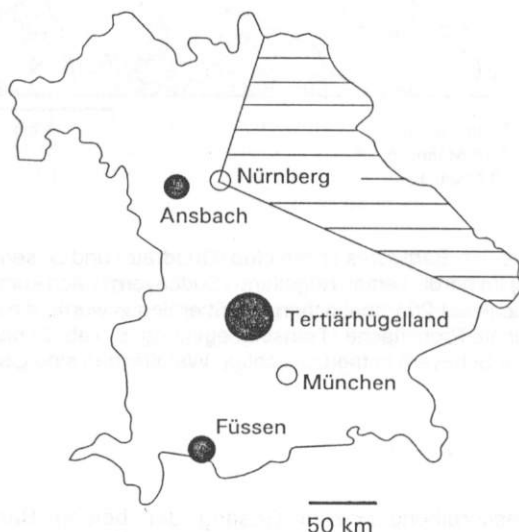 Nürnberg
Ansbach
Tertiärhügelland
München
Füssen
50 km